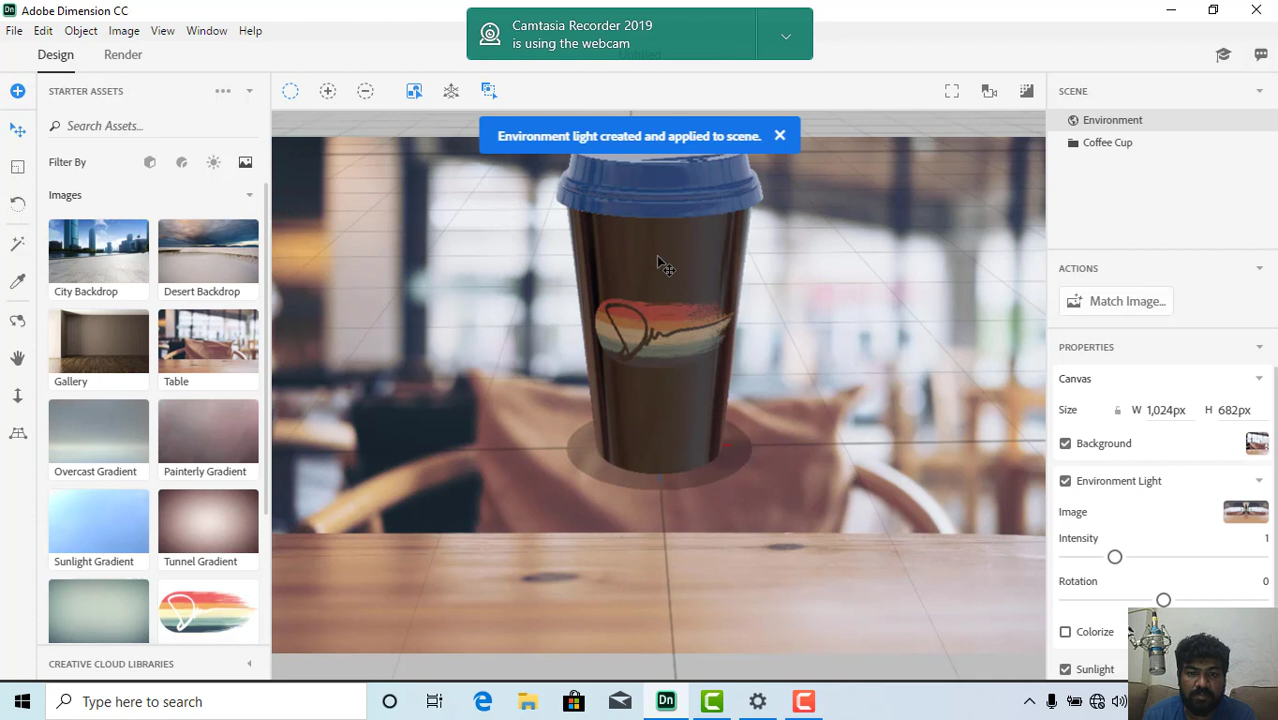 Dn Adobe Dimension CC
Camtasia Recorder 2019
is using the webcam
File Edit Object Image View Window Help
Design Render
STARTER ASSETS
Search Assets...
Filter By
Images
City Backdrop Desert Backdrop
Gallery Table
Overcast Gradient Painterly Gradient
Sunlight Gradient Tunnel Gradient
CREATIVE CLOUD LIBRARIES
Environment light created and applied to scene.
SCENE
Environment
Coffee Cup
ACTIONS
Match Image...
PROPERTIES
Canvas
Size W 1,024px H 682px
Background
Environment Light
Image
Intensity 1
Rotation 0
Colorize
Sunlight
Type here to search
Dn